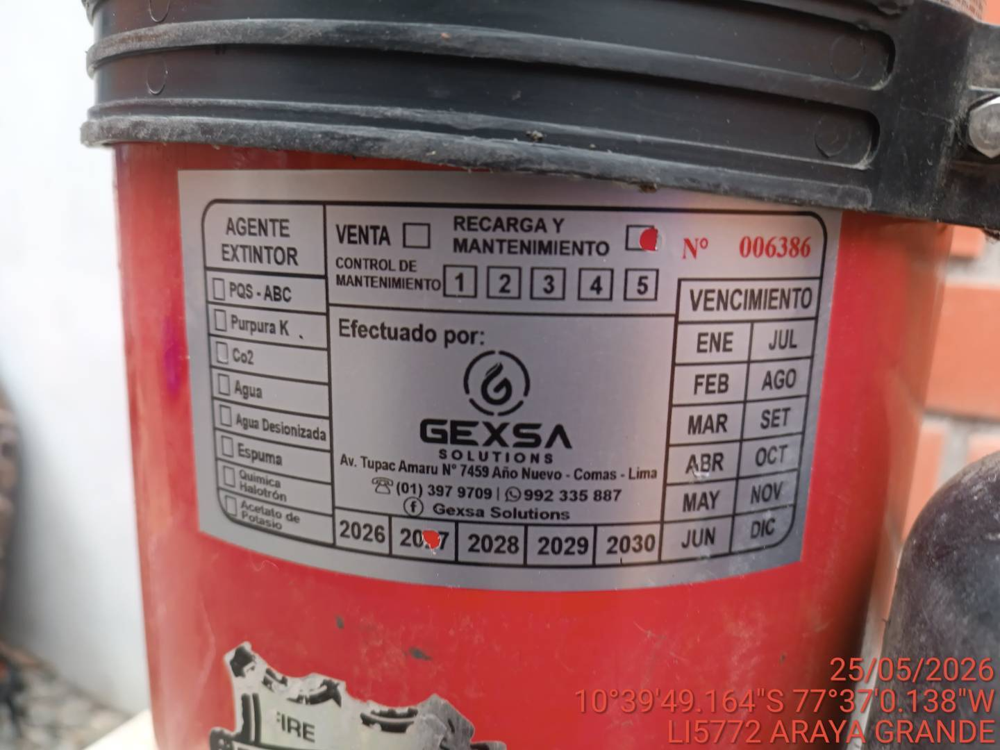 AGENTE
EXTINTOR
PQS - ABC
Purpura K
Co2
Agua
Agua Desionizada
Espuma
Quimica
Halotrón
Acetato de
Potasio
VENTA
RECARGA Y
MANTENIMIENTO
Nº 006386
CONTROL DE
MANTENIMIENTO 1 2 3 4 5
Efectuado por:
GEXSA
SOLUTIONS
Av. Tupac Amaru Nº 7459 Año Nuevo - Comas - Lima
(01) 397 9709 | 992 335 887
Gexsa Solutions
2026 2027 2028 2029 2030
VENCIMIENTO
ENE JUL
FEB AGO
MAR SET
ABR OCT
MAY NOV
JUN DIC
FIRE
25/05/2026
10°39'49.164"S 77°37'0.138"W
LI5772 ARAYA GRANDE